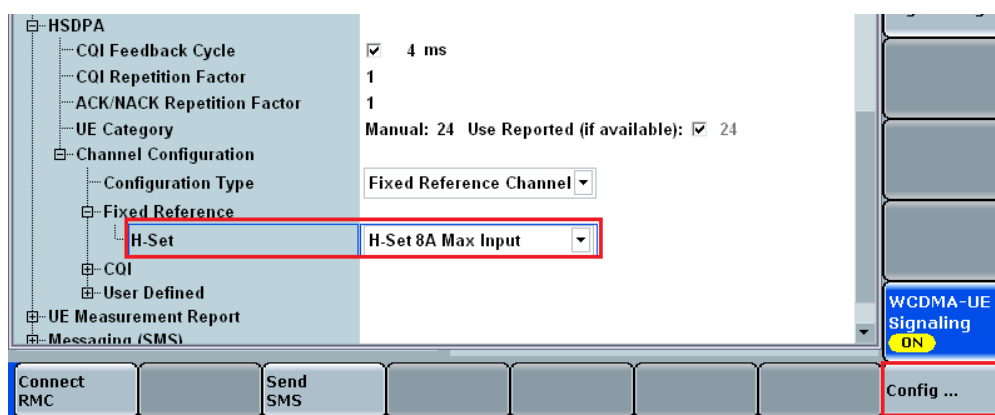 HSDPA
CQI Feedback Cycle 4 ms
CQI Repetition Factor 1
ACK/NACK Repetition Factor 1
UE Category Manual: 24 Use Reported (if available): 24
Channel Configuration
Configuration Type Fixed Reference Channel
Fixed Reference
H-Set H-Set 8A Max Input
CQI
User Defined
UE Measurement Report
Messaging (SMS)
WCDMA-UE
Signaling
ON
Connect
RMC
Send
SMS
Config ...